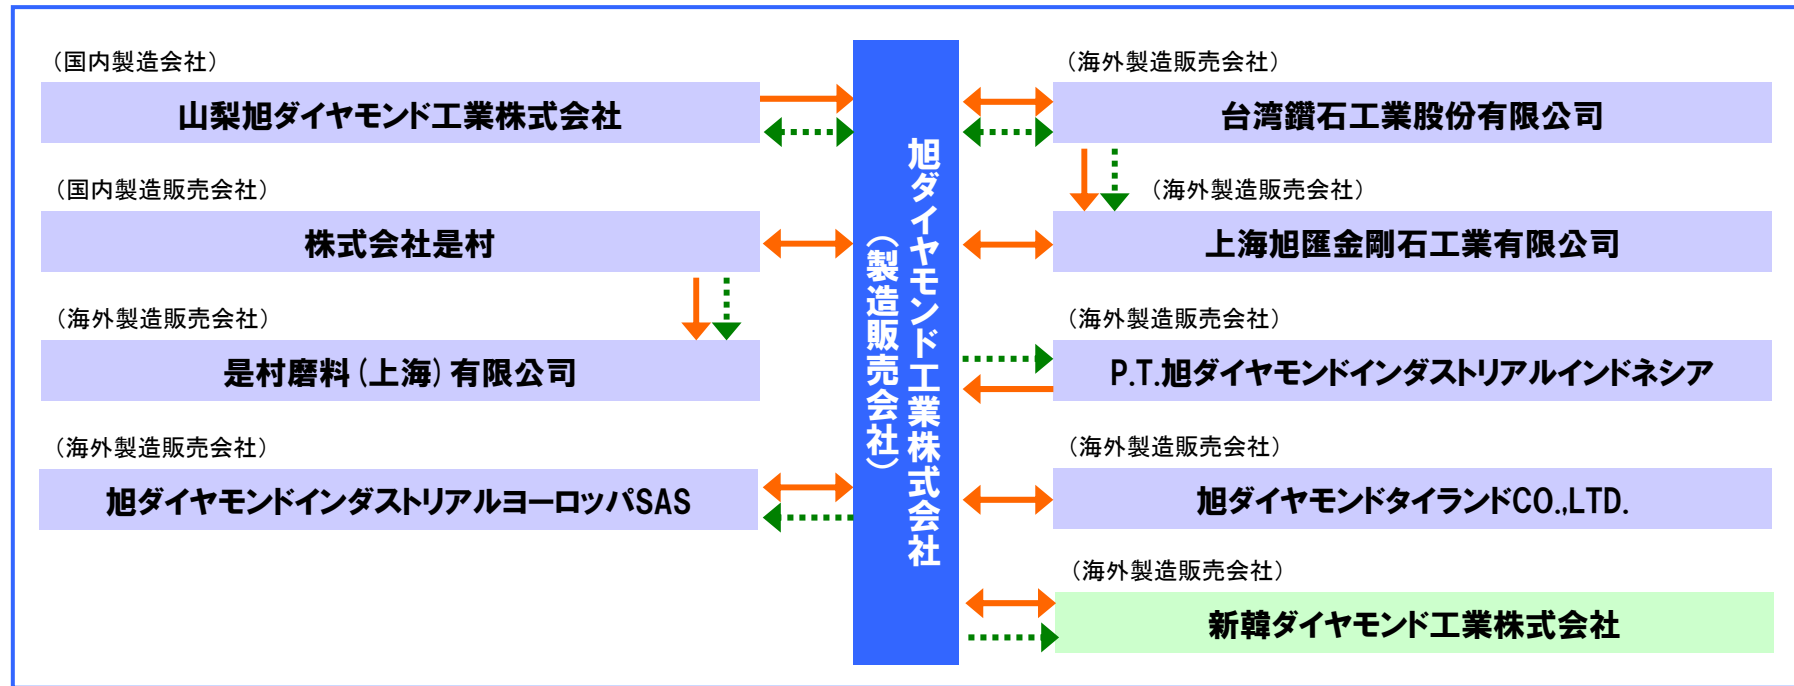 （国内製造会社）
山梨旭ダイヤモンド工業株式会社
（国内製造販売会社）
株式会社是村
（海外製造販売会社）
是村磨料（上海）有限公司
（海外製造販売会社）
旭ダイヤモンドインダストリアルヨーロッパSAS
旭ダイヤモンド工業株式会社
（製造販売会社）
（海外製造販売会社）
台湾鑽石工業股份有限公司
（海外製造販売会社）
上海旭匯金剛石工業有限公司
（海外製造販売会社）
P.T.旭ダイヤモンドインダストリアルインドネシア
（海外製造販売会社）
旭ダイヤモンドタイランドCO.,LTD.
（海外製造販売会社）
新韓ダイヤモンド工業株式会社